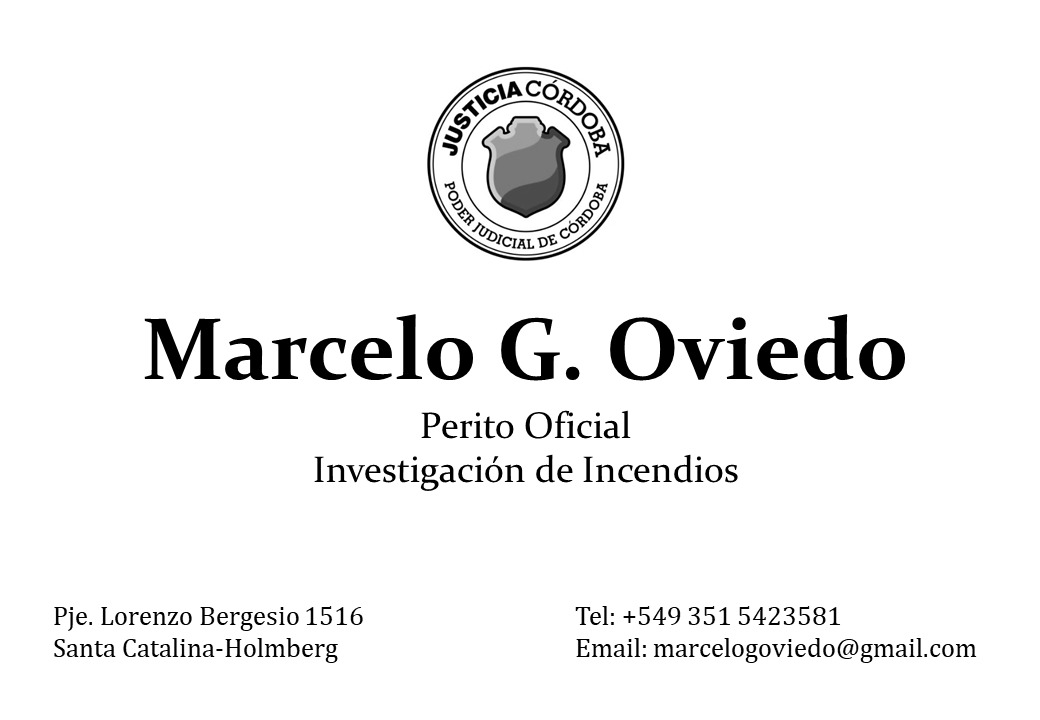 JUSTICIA CÓRDOBA
PODER JUDICIAL DE CÓRDOBA
Marcelo G. Oviedo
Perito Oficial
Investigación de Incendios
Pje. Lorenzo Bergesio 1516
Santa Catalina-Holmberg
Tel: +549 351 5423581
Email: marcelogoviedo@gmail.com